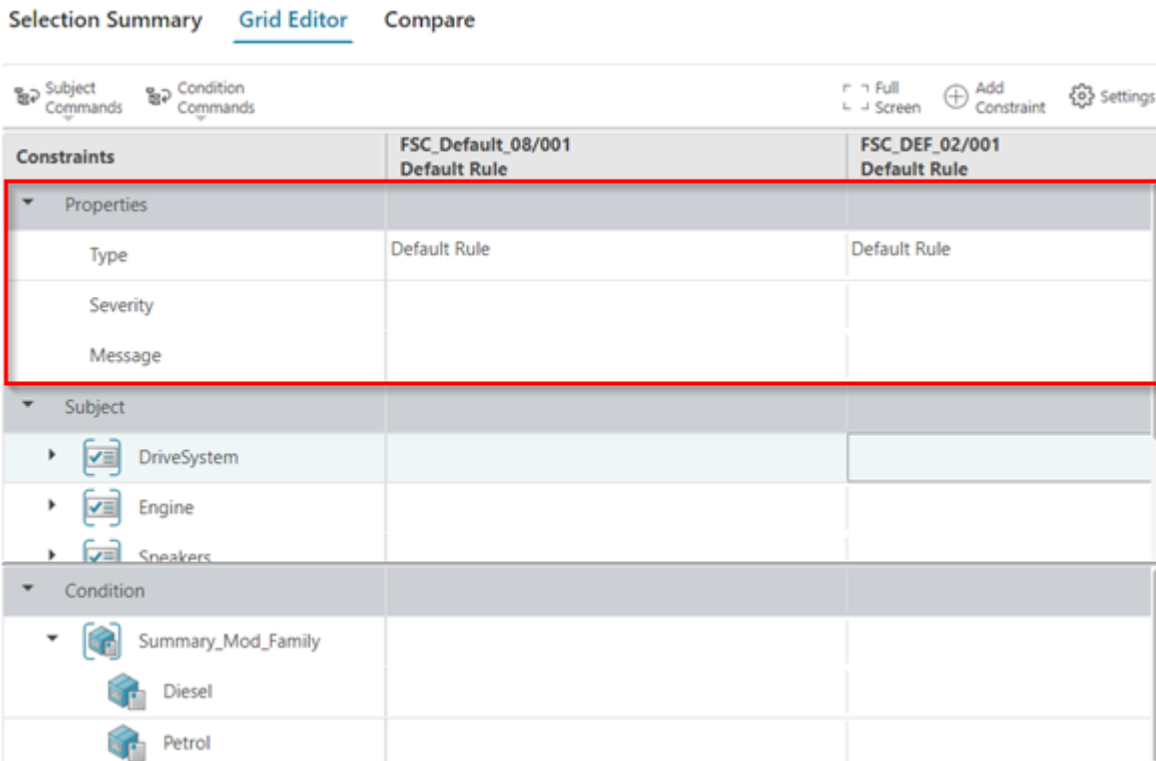 Selection Summary Grid Editor Compare
Subject Commands
Condition Commands
Full Screen
Add Constraint
Settings
Constraints
FSC_Default_08/001
Default Rule
FSC_DEF_02/001
Default Rule
Properties
Type Default Rule Default Rule
Severity
Message
Subject
DriveSystem
Engine
Speakers
Condition
Summary_Mod_Family
Diesel
Petrol